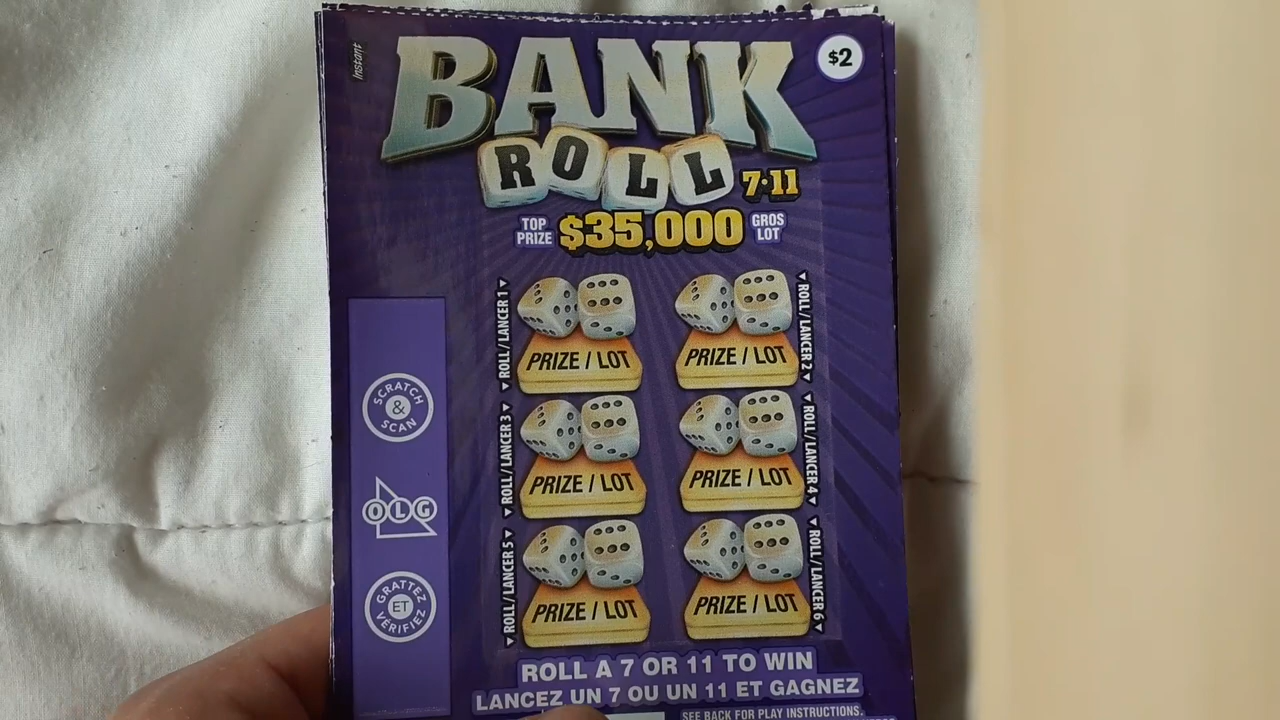 Instant
BANK
$2
ROLL
7·11
TOP PRIZE
$35,000
GROS LOT
ROLL / LANCER 1
PRIZE / LOT
PRIZE / LOT
ROLL / LANCER 2
ROLL / LANCER 3
PRIZE / LOT
PRIZE / LOT
ROLL / LANCER 4
ROLL / LANCER 5
PRIZE / LOT
PRIZE / LOT
ROLL / LANCER 6
SCRATCH & SCAN
OLG
GRATTEZ ET VÉRIFIEZ
ROLL A 7 OR 11 TO WIN
LANCEZ UN 7 OU UN 11 ET GAGNEZ
SEE BACK FOR PLAY INSTRUCTIONS.